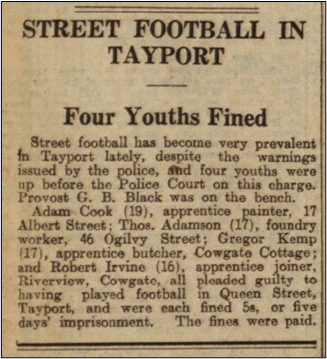 STREET FOOTBALL IN
TAYPORT
Four Youths Fined
Street football has become very prevalent
in Tayport lately, despite the warnings
issued by the police, and four youths were
up before the Police Court on this charge.
Provost G. B. Black was on the bench.
Adam Cook (19), apprentice painter, 17
Albert Street; Thos. Adamson (17), foundry
worker, 46 Ogilvy Street; Gregor Kemp
(17), apprentice butcher, Cowgate Cottage;
and Robert Irvine (16), apprentice joiner,
Riverview, Cowgate, all pleaded guilty to
having played football in Queen Street,
Tayport, and were each fined 5s, or five
days' imprisonment. The fines were paid.